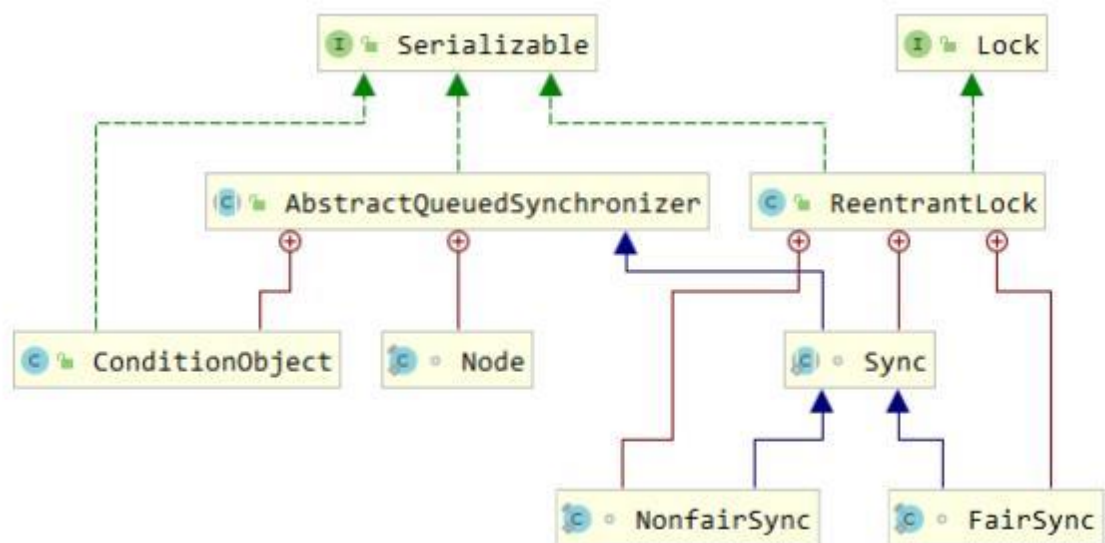 I Serializable
I Lock
C AbstractQueuedSynchronizer
C ReentrantLock
C ConditionObject
C Node
C Sync
C NonfairSync
C FairSync